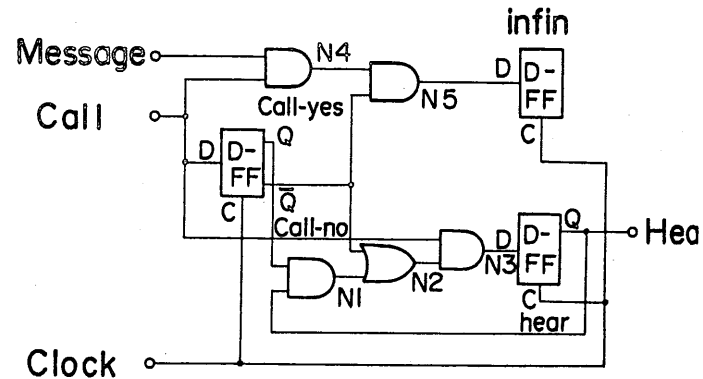 infin
Message
N4
D
D-
FF
C
N5
Call
Call-yes
D
D-
FF
Q
Q̅
C
Call-no
D
D-
FF
Q
Hea
C
N3
N2
N1
hear
Clock